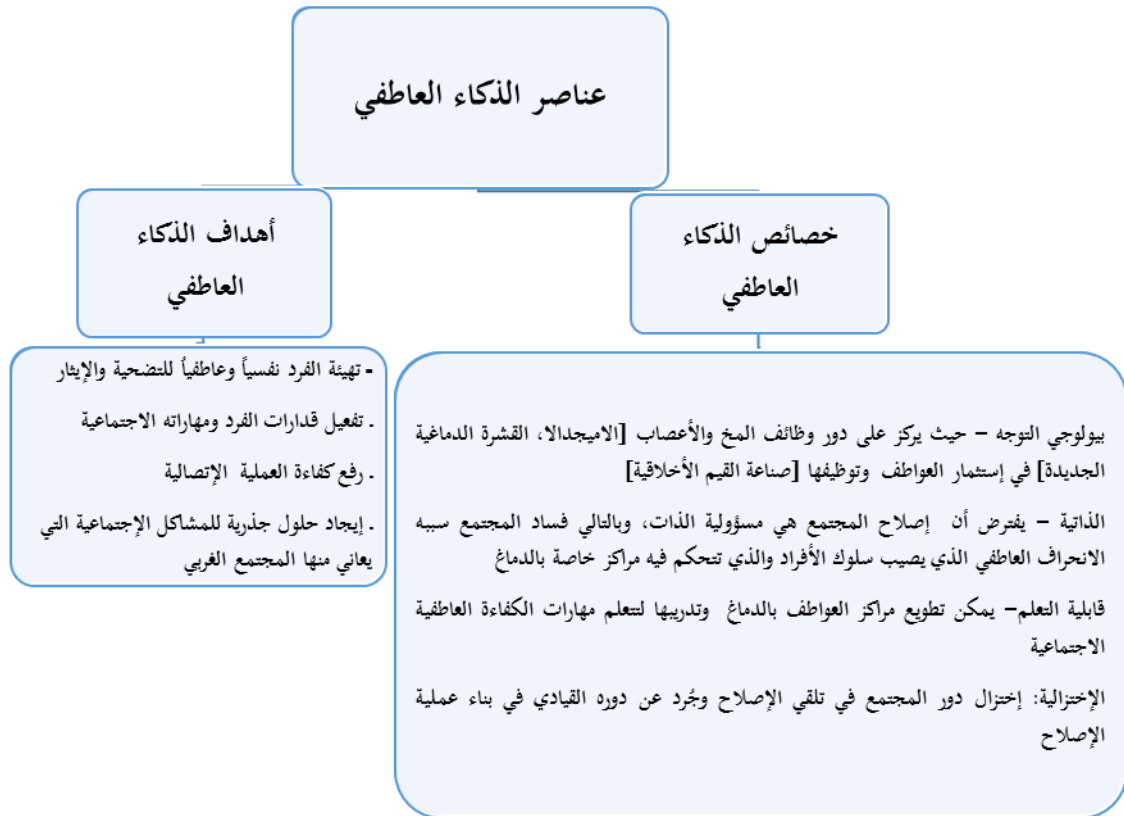 عناصر الذكاء العاطفي
خصائص الذكاء
العاطفي
بيولوجي التوجه – حيث يركز على دور وظائف المخ والأعصاب [الاميجدالا، القشرة الدماغية
الجديدة] في إستثمار العواطف وتوظيفها [صناعة القيم الأخلاقية]
الذاتية – يفترض أن إصلاح المجتمع هي مسؤولية الذات، وبالتالي فساد المجتمع سببه
الانحراف العاطفي الذي يصيب سلوك الأفراد والذي تتحكم فيه مراكز خاصة بالدماغ
قابلية التعلم– يمكن تطويع مراكز العواطف بالدماغ وتدريبها لتتعلم مهارات الكفاءة العاطفية
الاجتماعية
الإختزالية: إختزال دور المجتمع في تلقي الإصلاح وجُرد عن دوره القيادي في بناء عملية
الإصلاح
أهداف الذكاء
العاطفي
- تهيئة الفرد نفسياً وعاطفياً للتضحية والإيثار
. تفعيل قدارات الفرد ومهاراته الاجتماعية
. رفع كفاءة العملية الإتصالية
. إيجاد حلول جذرية للمشاكل الإجتماعية التي
يعاني منها المجتمع الغربي